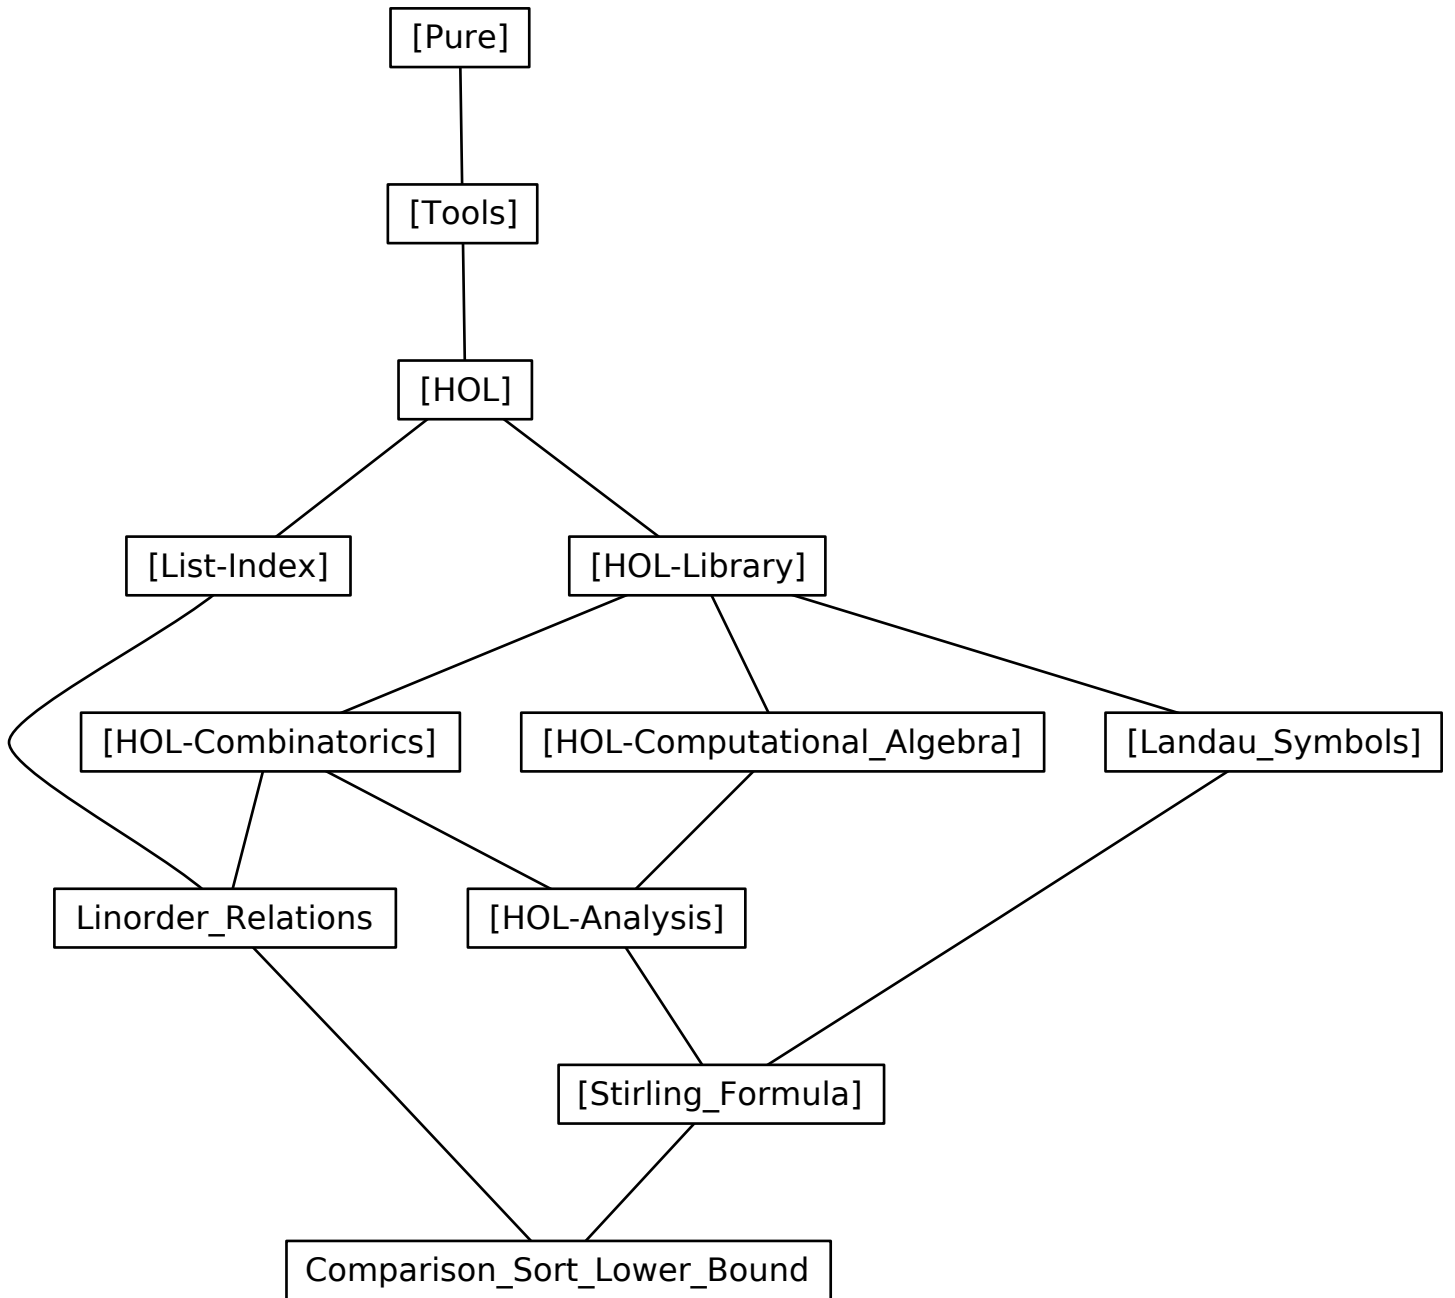 [Pure]
[Tools]
[HOL]
[List-Index]
[HOL-Library]
[HOL-Combinatorics]
[HOL-Computational_Algebra]
[Landau_Symbols]
Linorder_Relations
[HOL-Analysis]
[Stirling_Formula]
Comparison_Sort_Lower_Bound